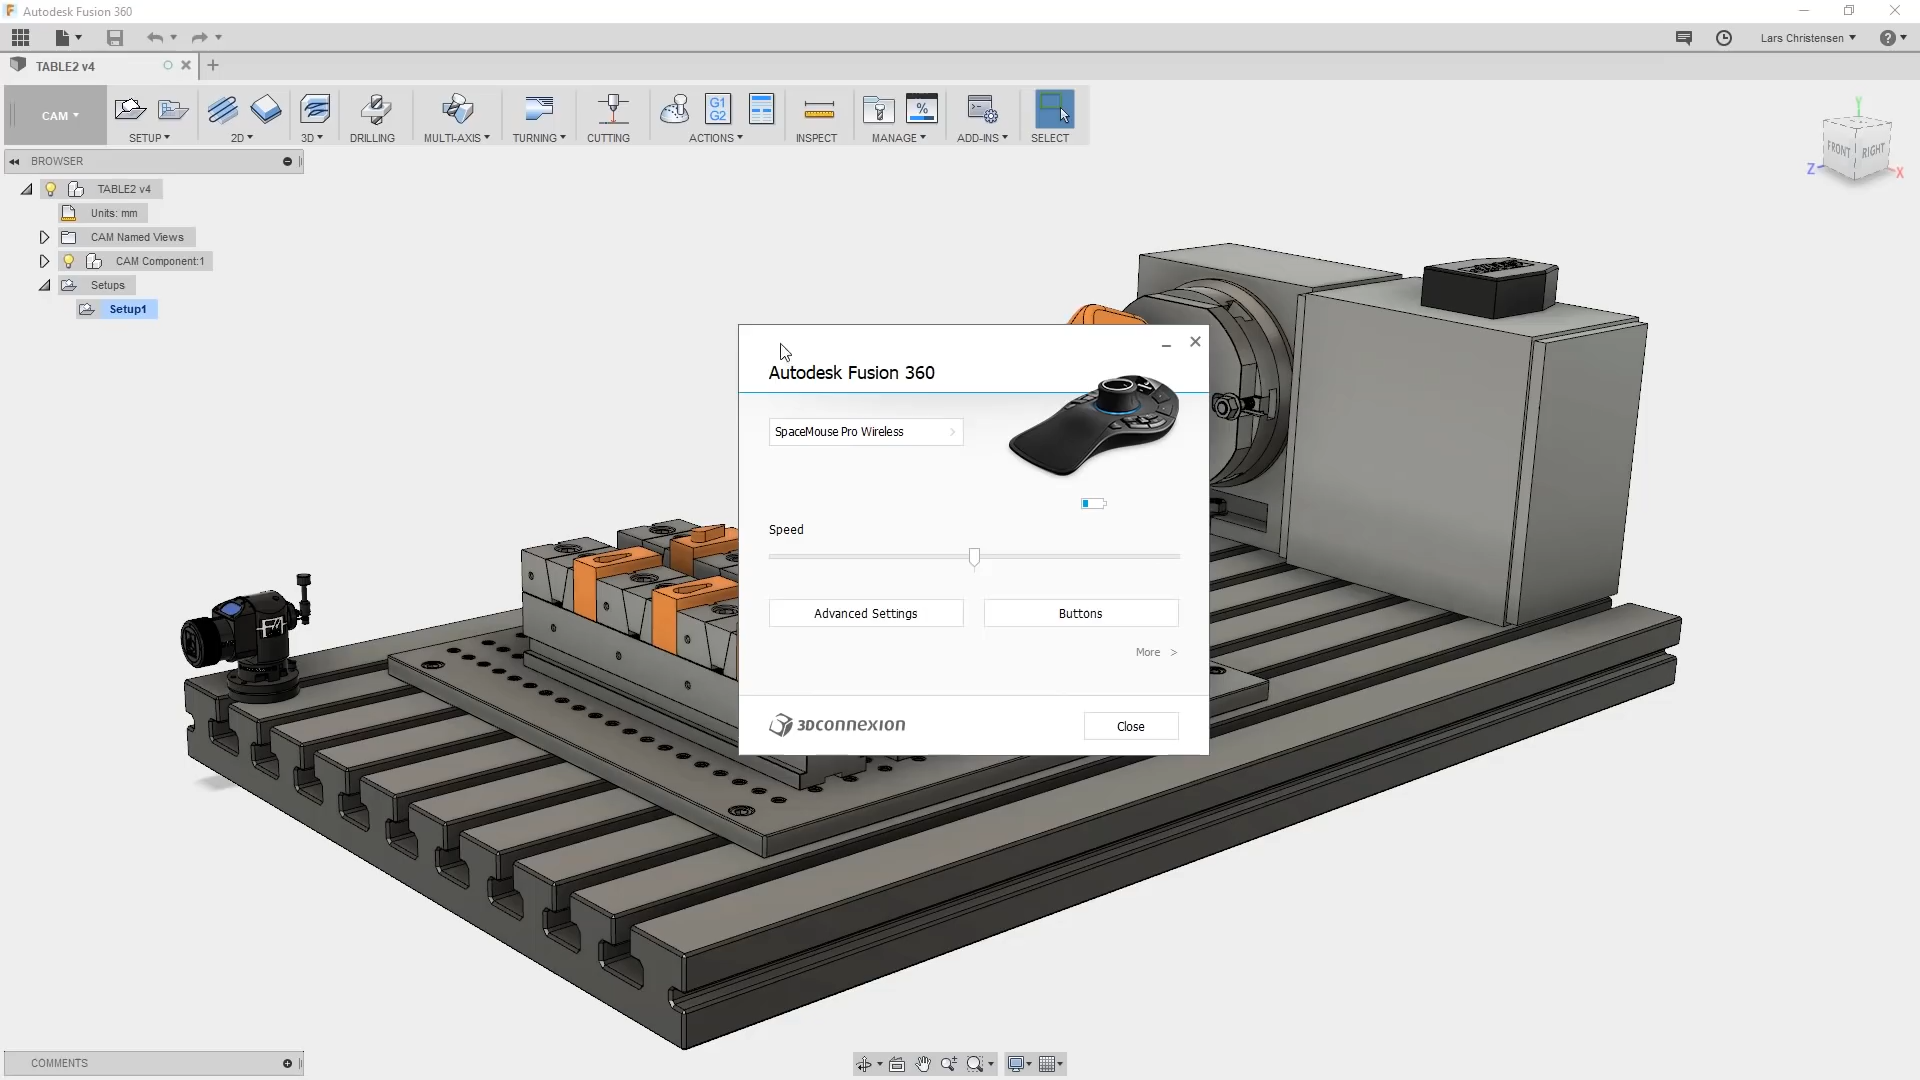 Autodesk Fusion 360
Lars Christensen
TABLE2 v4
CAM
SETUP
2D
3D
DRILLING
MULTI-AXIS
TURNING
CUTTING
G1
G2
ACTIONS
INSPECT
%
MANAGE
ADD-INS
SELECT
BROWSER
TABLE2 v4
Units: mm
CAM Named Views
CAM Component:1
Setups
Setup1
Y
FRONT
RIGHT
Z
X
Autodesk Fusion 360
SpaceMouse Pro Wireless
Speed
Advanced Settings
Buttons
More >
3Dconnexion
Close
COMMENTS